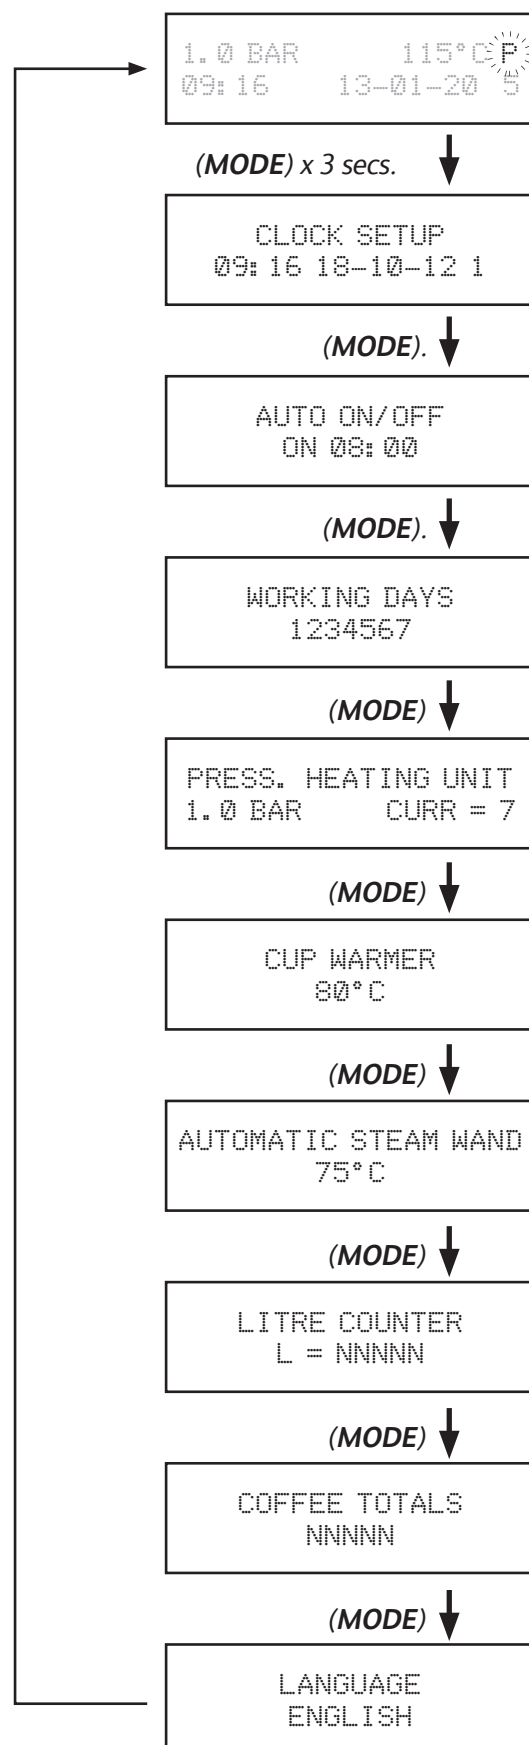 1.0 BAR 115°C P
09:16 13-01-20 5
(MODE) x 3 secs.
CLOCK SETUP
09:16 18-10-12 1
(MODE).
AUTO ON/OFF
ON 08:00
(MODE).
WORKING DAYS
1234567
(MODE)
PRESS. HEATING UNIT
1.0 BAR CURR = 7
(MODE)
CUP WARMER
80°C
(MODE)
AUTOMATIC STEAM WAND
75°C
(MODE)
LITRE COUNTER
L = NNNNN
(MODE)
COFFEE TOTALS
NNNNN
(MODE)
LANGUAGE
ENGLISH